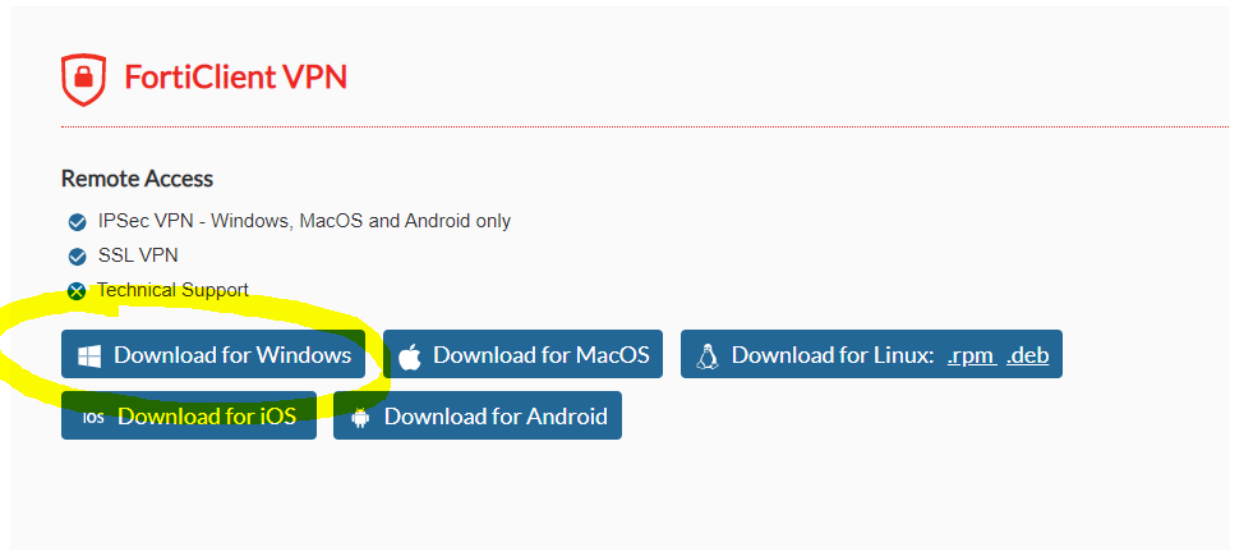 FortiClient VPN
Remote Access
IPSec VPN - Windows, MacOS and Android only
SSL VPN
Technical Support
Download for Windows Download for MacOS Download for Linux: .rpm .deb
iOS Download for iOS Download for Android